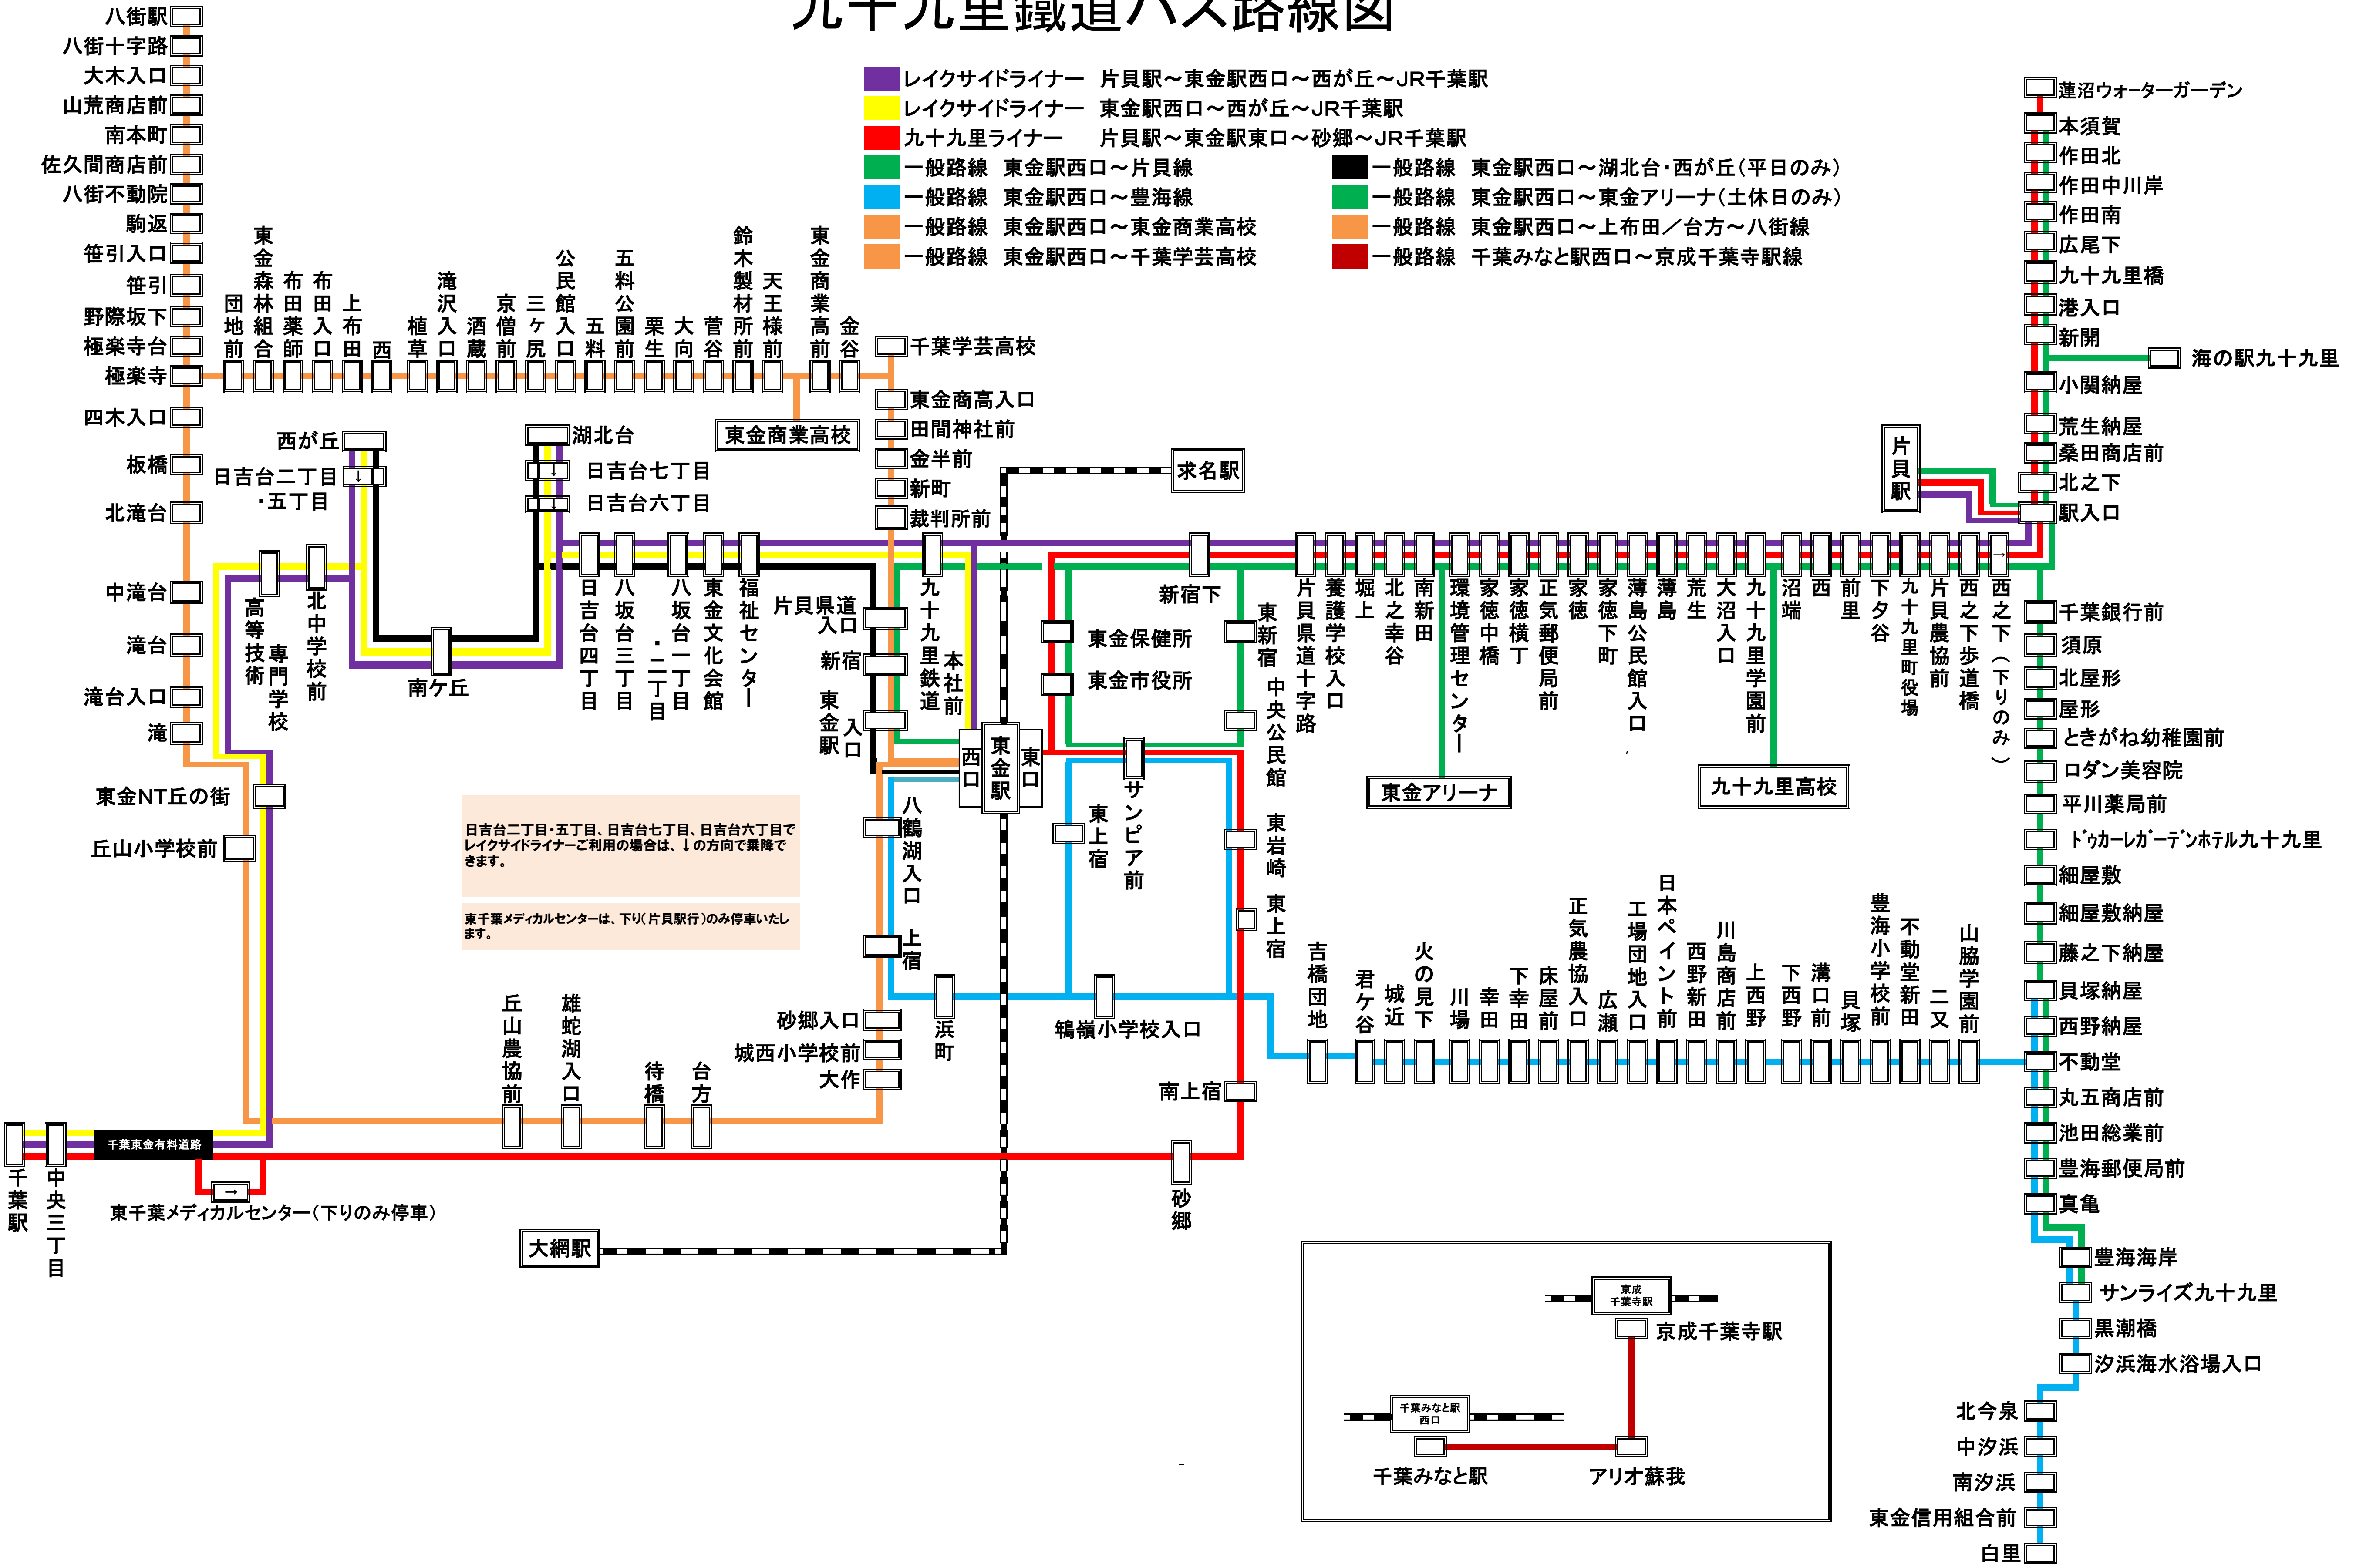 九十九里鐵道バス路線図
レイクサイドライナー 片貝駅～東金駅西口～西が丘～JR千葉駅
レイクサイドライナー 東金駅西口～西が丘～JR千葉駅
九十九里ライナー 片貝駅～東金駅東口～砂郷～JR千葉駅
一般路線 東金駅西口～片貝線
一般路線 東金駅西口～豊海線
一般路線 東金駅西口～東金商業高校
一般路線 東金駅西口～千葉学芸高校
一般路線 東金駅西口～湖北台・西が丘（平日のみ）
一般路線 東金駅西口～東金アリーナ（土休日のみ）
一般路線 東金駅西口～上布田／台方～八街線
一般路線 千葉みなと駅西口～京成千葉寺駅線
八街駅
八街十字路
大木入口
山荒商店前
南本町
佐久間商店前
八街不動院
駒返
笹引入口
笹引
野際坂下
極楽寺台
極楽寺
四木入口
板橋
北滝台
中滝台
滝台
滝台入口
滝
東金NT丘の街
丘山小学校前
団地前
東金森林組合
布田薬師
布田入口
上布田
西
植草
滝沢入口
酒蔵
京僧前
三ヶ尻
公民館入口
五料
五料公園前
栗生
大向
菅谷
鈴木製材所前
天王様前
東金商業高前
金谷
東金商業高校
千葉学芸高校
東金商高入口
田間神社前
金半前
新町
裁判所前
西が丘
日吉台二丁目
・五丁目
湖北台
↓
日吉台七丁目
↓
日吉台六丁目
↓
高等技術
専門学校
北中学校前
南ケ丘
日吉台四丁目
八坂台三丁目
八坂台一丁目
・二丁目
東金文化会館
福祉センター
片貝県道
入口
新宿
東金駅
入口
九十九里鉄道
本社前
西口
東金駅
東口
求名駅
大網駅
東金保健所
東金市役所
新宿下
東新宿
中央公民館
サンピア前
東上宿
東岩崎
東上宿
南上宿
砂郷
片貝県道十字路
養護学校入口
堀上
北之幸谷
南新田
環境管理センター
家徳中橋
家徳横丁
正気郵便局前
家徳
家徳下町
薄島公民館入口
薄島
荒生
大沼入口
九十九里学園前
沼端
西
前里
下夕谷
九十九里町役場
片貝農協前
西之下歩道橋
西之下（下りのみ）
→
東金アリーナ
九十九里高校
片貝駅
蓮沼ウォーターガーデン
本須賀
作田北
作田中川岸
作田南
広尾下
九十九里橋
港入口
新開
海の駅九十九里
小関納屋
荒生納屋
桑田商店前
北之下
駅入口
千葉銀行前
須原
北屋形
屋形
ときがね幼稚園前
ロダン美容院
平川薬局前
ドゥカーレガーデンホテル九十九里
細屋敷
細屋敷納屋
藤之下納屋
貝塚納屋
西野納屋
不動堂
丸五商店前
池田総業前
豊海郵便局前
真亀
豊海海岸
サンライズ九十九里
黒潮橋
汐浜海水浴場入口
北今泉
中汐浜
南汐浜
東金信用組合前
白里
日吉台二丁目・五丁目、日吉台七丁目、日吉台六丁目で
レイクサイドライナーご利用の場合は、↓の方向で乗降で
きます。
東千葉メディカルセンターは、下り（片貝駅行）のみ停車いたし
ます。
八鶴湖入口
上宿
砂郷入口
城西小学校前
大作
浜町
鴇嶺小学校入口
吉橋団地
君ケ谷
城近
火の見下
川場
幸田
下幸田
床屋前
正気農協入口
広瀬
工場団地入口
日本ペイント前
西野新田
川島商店前
上西野
下西野
溝口前
貝塚
豊海小学校前
不動堂新田
二又
山脇学園前
丘山農協前
雄蛇湖入口
待橋
台方
千葉東金有料道路
千葉駅
中央三丁目
→
東千葉メディカルセンター（下りのみ停車）
京成
千葉寺駅
京成千葉寺駅
千葉みなと駅
西口
千葉みなと駅
アリオ蘇我